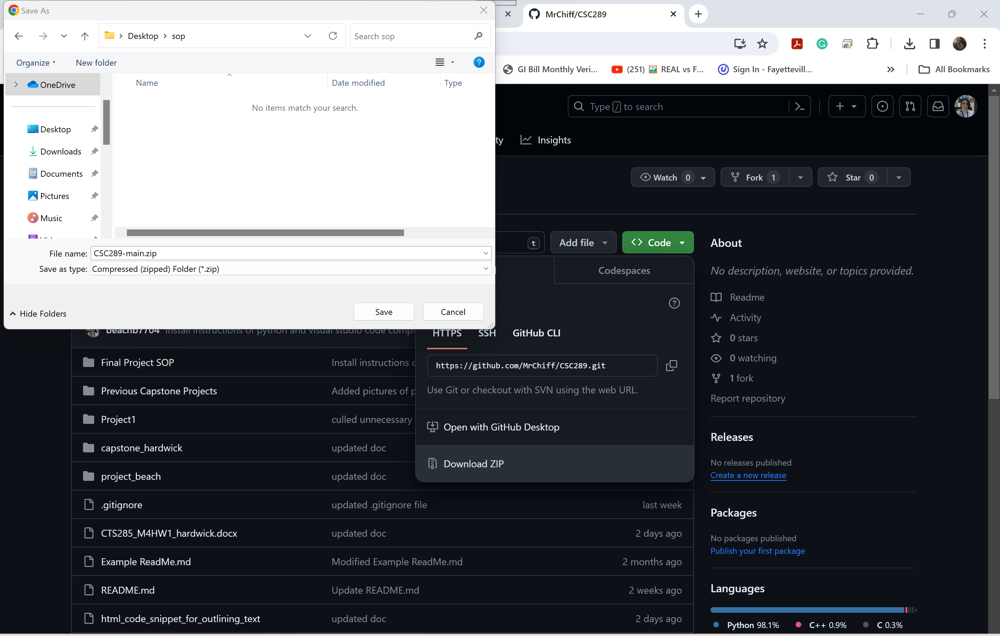 Save As
MrChiff/CSC289
Desktop > sop
Search sop
Organize
New folder
GI Bill Monthly Veri...
(251) 🖼️ REAL vs F...
Sign In - Fayettevill...
All Bookmarks
OneDrive
Name
Date modified
Type
No items match your search.
Type / to search
Desktop
Downloads
Documents
Pictures
Music
ty
Insights
Watch 0
Fork 1
Star 0
File name: CSC289-main.zip
Save as type: Compressed (zipped) Folder (*.zip)
Hide Folders
Save
Cancel
t
Add file
<> Code
Codespaces
About
No description, website, or topics provided.
Readme
Activity
0 stars
0 watching
1 fork
Report repository
beachb7704 Install instructions of python and visual studio code compl
HTTPS
SSH
GitHub CLI
https://github.com/MrChiff/CSC289.git
Use Git or checkout with SVN using the web URL.
Open with GitHub Desktop
Download ZIP
Final Project SOP
Install instructions
Previous Capstone Projects
Added pictures of p
Project1
culled unnecessary
capstone_hardwick
updated doc
project_beach
updated doc
.gitignore
updated .gitignore file
last week
CTS285_M4HW1_hardwick.docx
updated doc
2 days ago
Example ReadMe.md
Modified Example ReadMe.md
2 months ago
README.md
Update README.md
2 weeks ago
html_code_snippet_for_outlining_text
updated doc
2 days ago
Releases
No releases published
Create a new release
Packages
No packages published
Publish your first package
Languages
Python 98.1%
C++ 0.9%
C 0.3%